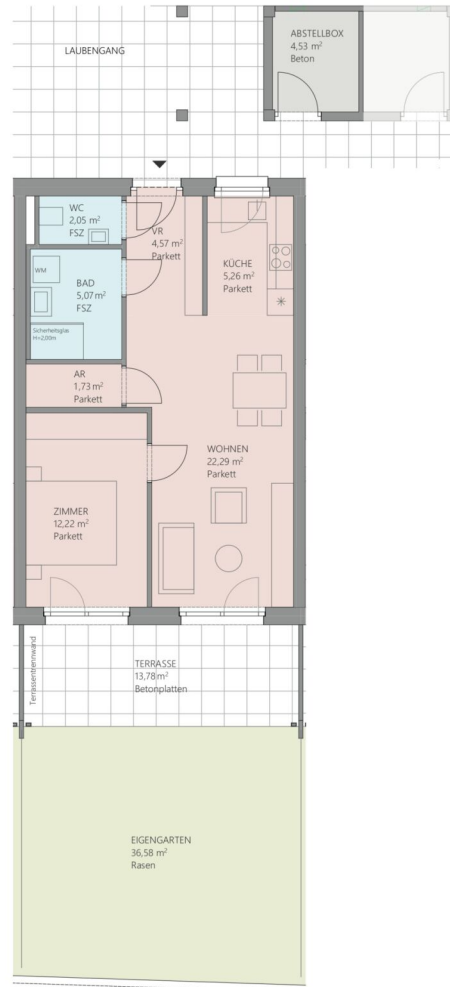 LAUBENGANG
ABSTELLBOX
4,53 m²
Beton
WC
2,05 m²
FSZ
VR
4,57 m²
Parkett
KÜCHE
5,26 m²
Parkett
WM
BAD
5,07 m²
FSZ
Sicherheitsglas
H=2,00m
AR
1,73 m²
Parkett
WOHNEN
22,29 m²
Parkett
ZIMMER
12,22 m²
Parkett
Terrassentrennwand
TERRASSE
13,78 m²
Betonplatten
EIGENGARTEN
36,58 m²
Rasen